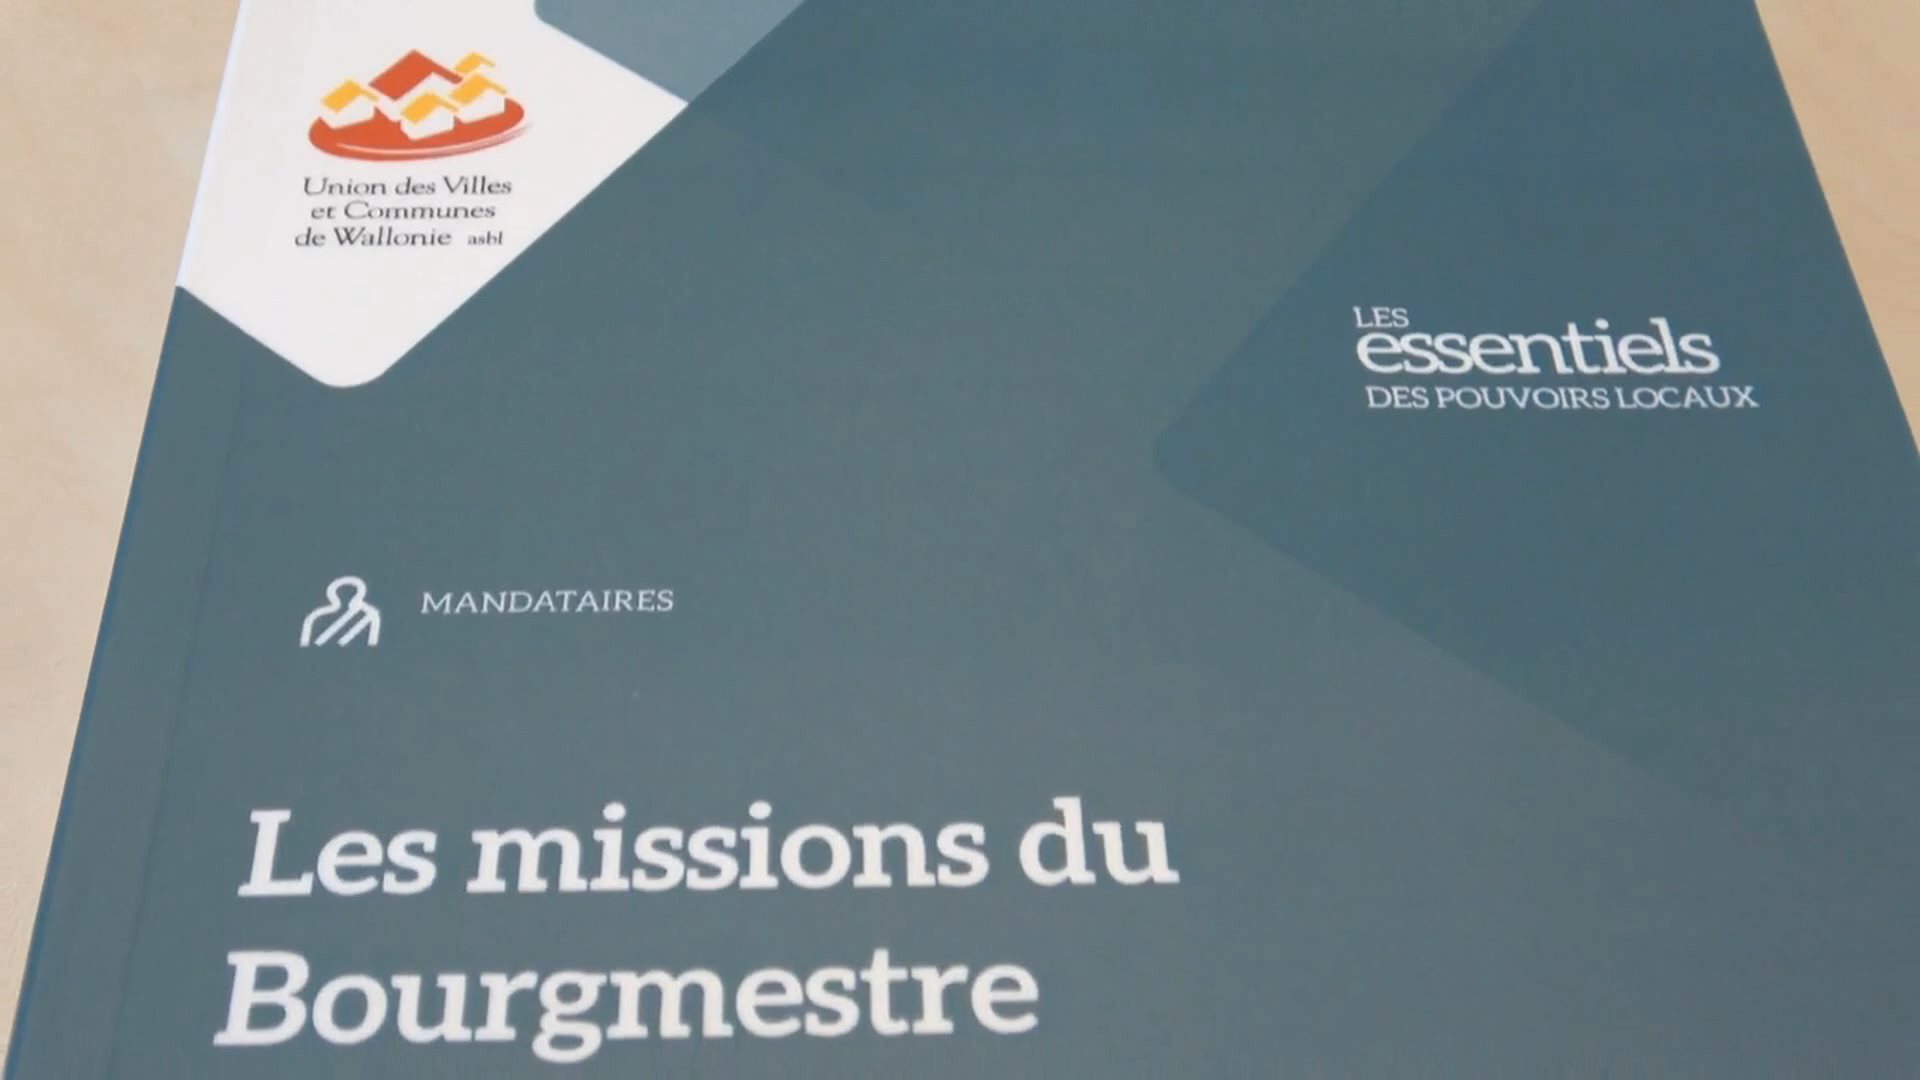 Union des Villes
et Communes
de Wallonie asbl
LES
essentiels
DES POUVOIRS LOCAUX
MANDATAIRES
Les missions du
Bourgmestre